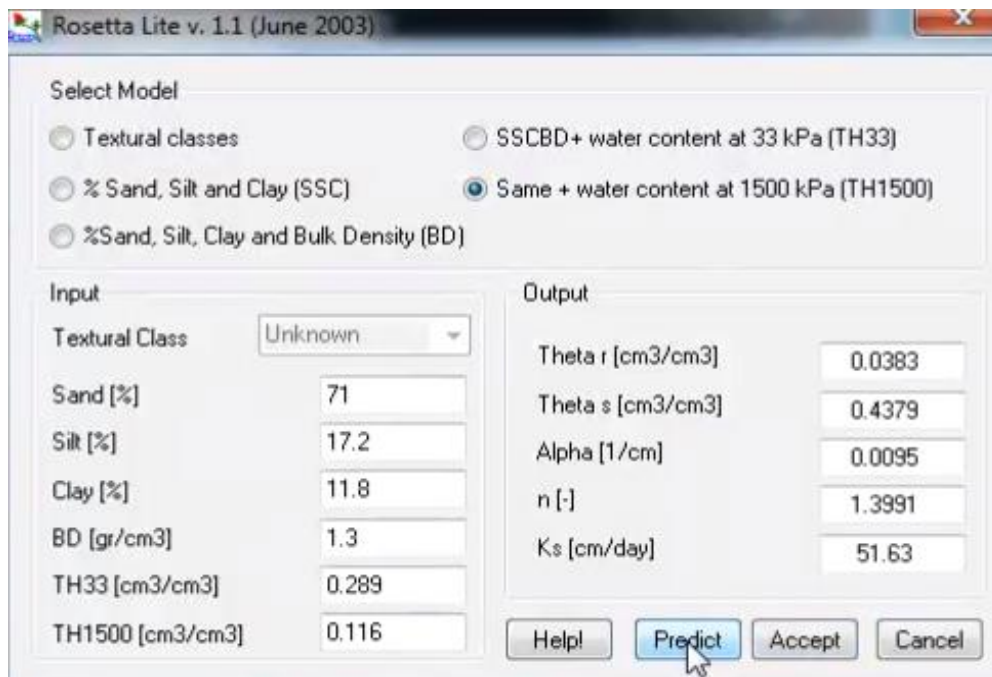 Rosetta Lite v. 1.1 (June 2003)
Select Model
Textural classes
SSCBD+ water content at 33 kPa (TH33)
% Sand, Silt and Clay (SSC)
Same + water content at 1500 kPa (TH1500)
%Sand, Silt, Clay and Bulk Density (BD)
Input
Textural Class Unknown
Sand [%] 71
Silt [%] 17.2
Clay [%] 11.8
BD [gr/cm3] 1.3
TH33 [cm3/cm3] 0.289
TH1500 [cm3/cm3] 0.116
Output
Theta r [cm3/cm3] 0.0383
Theta s [cm3/cm3] 0.4379
Alpha [1/cm] 0.0095
n [-] 1.3991
Ks [cm/day] 51.63
Help! Predict Accept Cancel